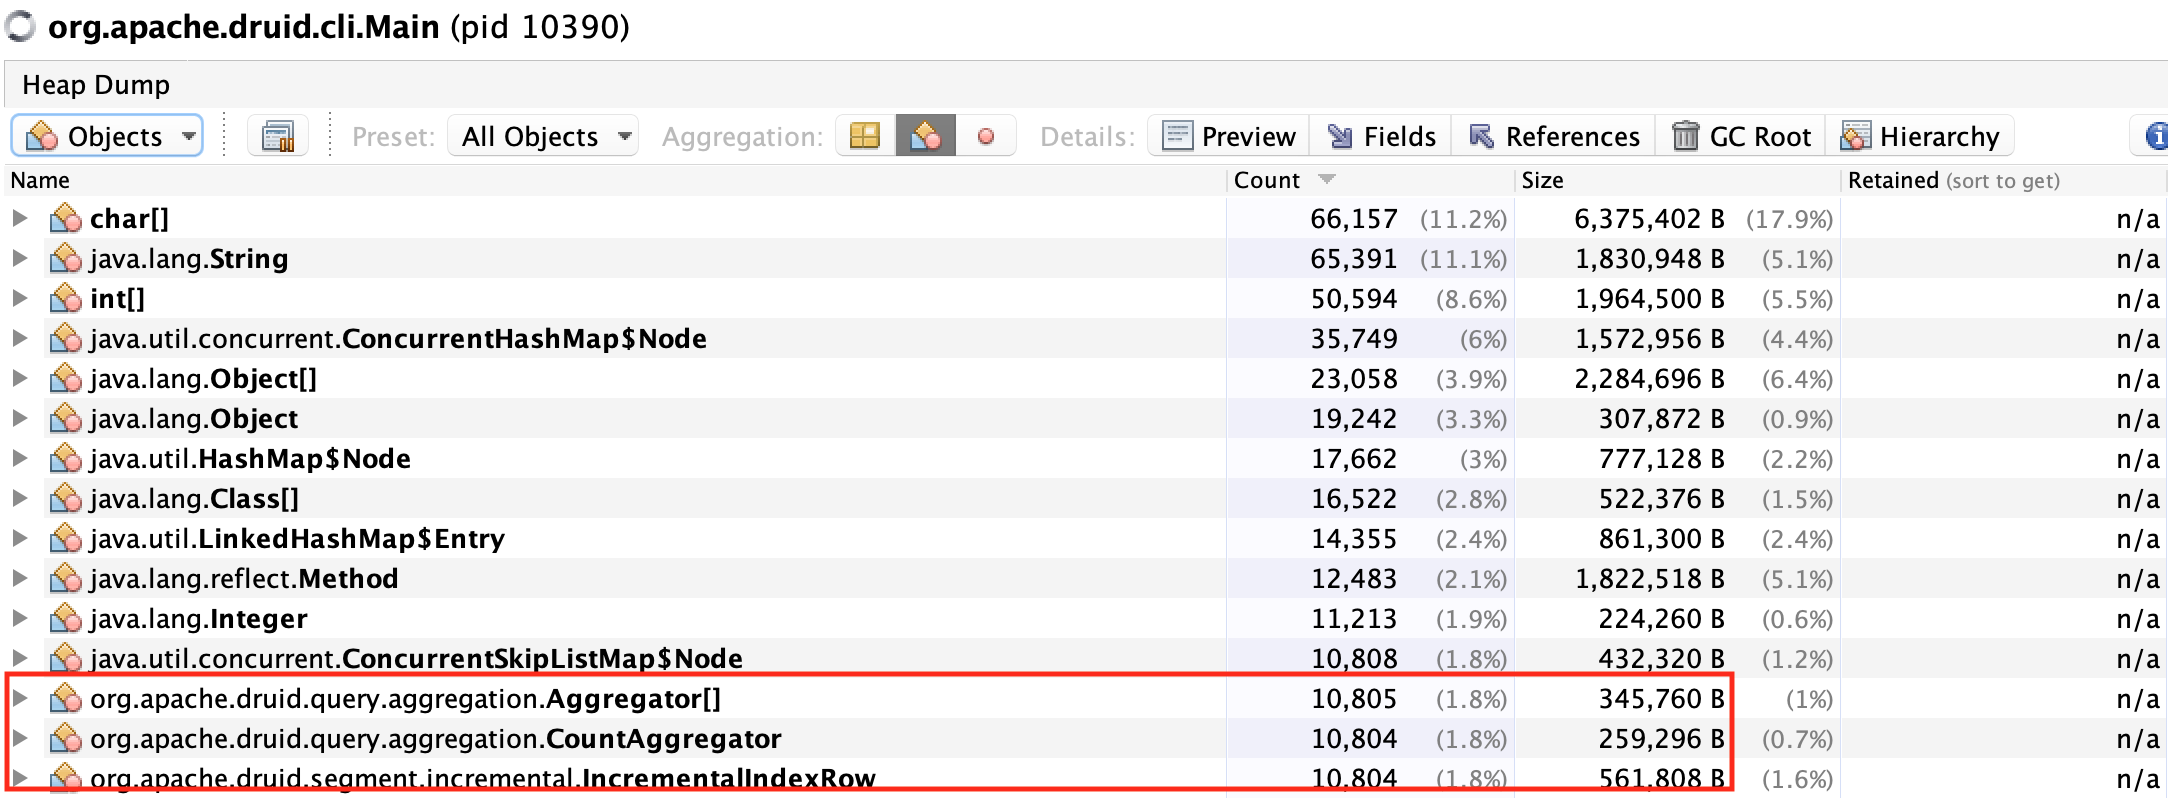 org.apache.druid.cli.Main (pid 10390)
Heap Dump
Objects Preset: All Objects Aggregation: Details: Preview Fields References GC Root Hierarchy
Name Count Size Retained (sort to get)
char[] 66,157 (11.2%) 6,375,402 B (17.9%) n/a
java.lang.String 65,391 (11.1%) 1,830,948 B (5.1%) n/a
int[] 50,594 (8.6%) 1,964,500 B (5.5%) n/a
java.util.concurrent.ConcurrentHashMap$Node 35,749 (6%) 1,572,956 B (4.4%) n/a
java.lang.Object[] 23,058 (3.9%) 2,284,696 B (6.4%) n/a
java.lang.Object 19,242 (3.3%) 307,872 B (0.9%) n/a
java.util.HashMap$Node 17,662 (3%) 777,128 B (2.2%) n/a
java.lang.Class[] 16,522 (2.8%) 522,376 B (1.5%) n/a
java.util.LinkedHashMap$Entry 14,355 (2.4%) 861,300 B (2.4%) n/a
java.lang.reflect.Method 12,483 (2.1%) 1,822,518 B (5.1%) n/a
java.lang.Integer 11,213 (1.9%) 224,260 B (0.6%) n/a
java.util.concurrent.ConcurrentSkipListMap$Node 10,808 (1.8%) 432,320 B (1.2%) n/a
org.apache.druid.query.aggregation.Aggregator[] 10,805 (1.8%) 345,760 B (1%) n/a
org.apache.druid.query.aggregation.CountAggregator 10,804 (1.8%) 259,296 B (0.7%) n/a
org.apache.druid.segment.incremental.IncrementalIndexRow 10,804 (1.8%) 561,808 B (1.6%) n/a